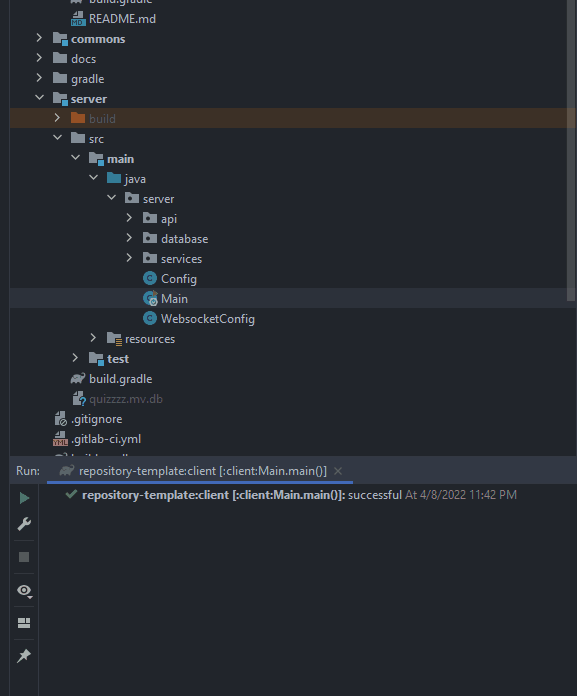 build.gradle
README.md
commons
docs
gradle
server
build
src
main
java
server
api
database
services
Config
Main
WebsocketConfig
resources
test
build.gradle
quizzzz.mv.db
.gitignore
.gitlab-ci.yml
Run: repository-template:client [:client:Main.main()]
repository-template:client [:client:Main.main()]: successful At 4/8/2022 11:42 PM